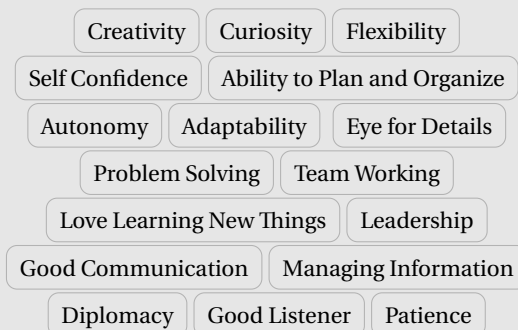 Creativity Curiosity Flexibility
Self Confidence Ability to Plan and Organize
Autonomy Adaptability Eye for Details
Problem Solving Team Working
Love Learning New Things Leadership
Good Communication Managing Information
Diplomacy Good Listener Patience